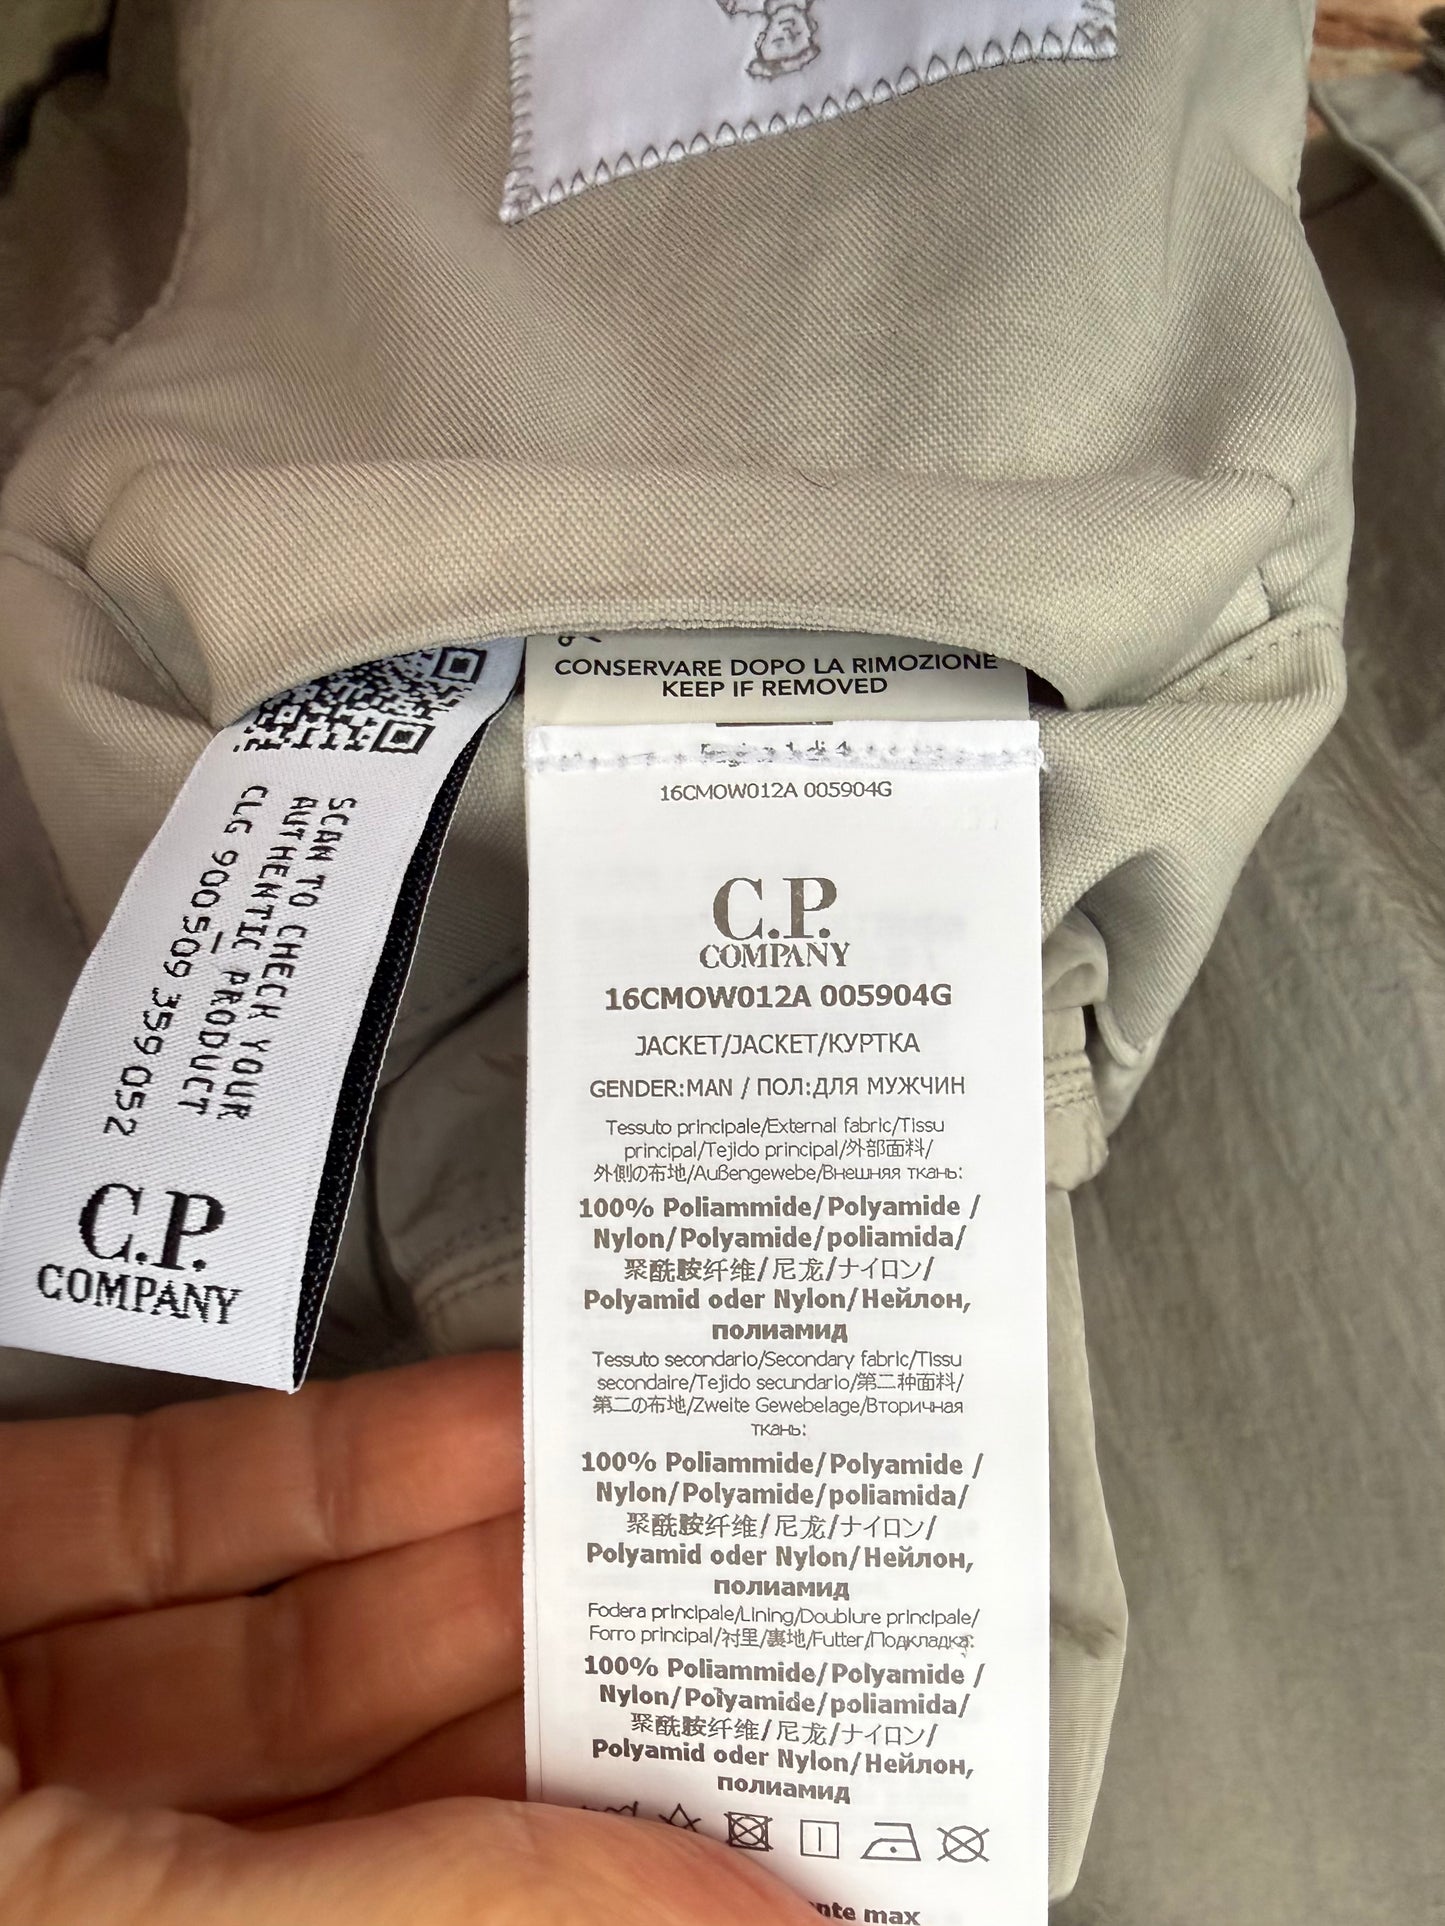 SCAN TO CHECK YOUR
AUTHENTIC PRODUCT
CLG 900509359052
C.P.
COMPANY
CONSERVARE DOPO LA RIMOZIONE
KEEP IF REMOVED
16CMOW012A 005904G
C.P.
COMPANY
16CMOW012A 005904G
JACKET/JACKET/КУРТКА
GENDER:MAN / ПОЛ:ДЛЯ МУЖЧИН
Tessuto principale/External fabric/Tissu
principal/Tejido principal/外部面料/
外側の布地/Außengewebe/Внешняя ткань:
100% Poliammide/Polyamide /
Nylon/Polyamide/poliamida/
聚酰胺纤维/尼龙/ナイロン/
Polyamid oder Nylon/Нейлон,
полиамид
Tessuto secondario/Secondary fabric/Tissu
secondaire/Tejido secundario/第二种面料/
第二の布地/Zweite Gewebelage/Вторичная
ткань:
100% Poliammide/Polyamide /
Nylon/Polyamide/poliamida/
聚酰胺纤维/尼龙/ナイロン/
Polyamid oder Nylon/Нейлон,
полиамид
Fodera principale/Lining/Doublure principale/
Forro principal/衬里/裏地/Futter/Подкладка:
100% Poliammide/Polyamide /
Nylon/Polyamide/poliamida/
聚酰胺纤维/尼龙/ナイロン/
Polyamid oder Nylon/Нейлон,
полиамид
max